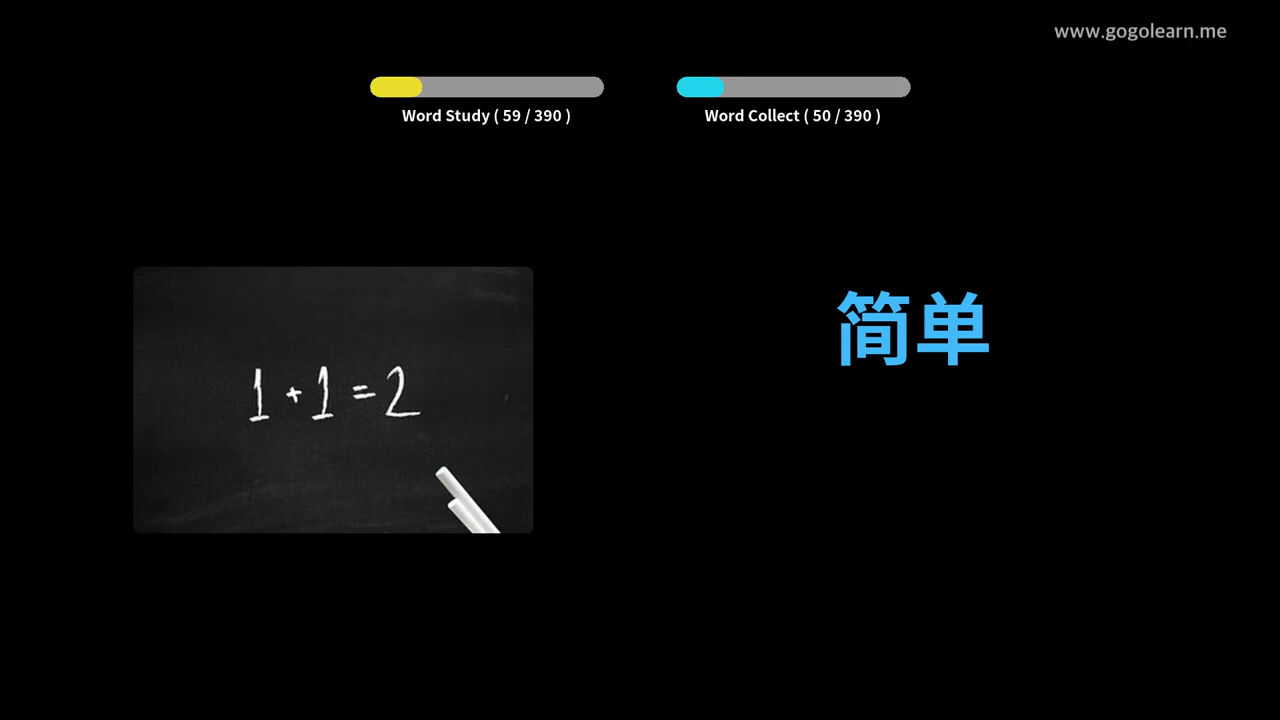 www.gogolearn.me
Word Study ( 59 / 390 )
Word Collect ( 50 / 390 )
简单
1 + 1 = 2